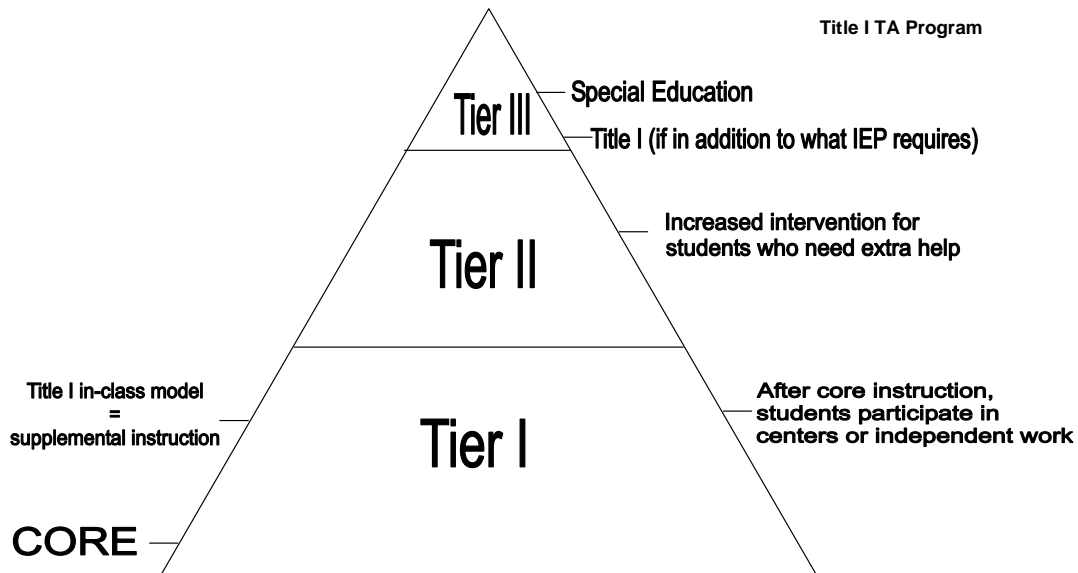 Title I TA Program
Special Education
Tier III
Title I (if in addition to what IEP requires)
Increased intervention for
students who need extra help
Tier II
Title I in-class model
=
supplemental instruction
After core instruction,
students participate in
centers or independent work
Tier I
CORE